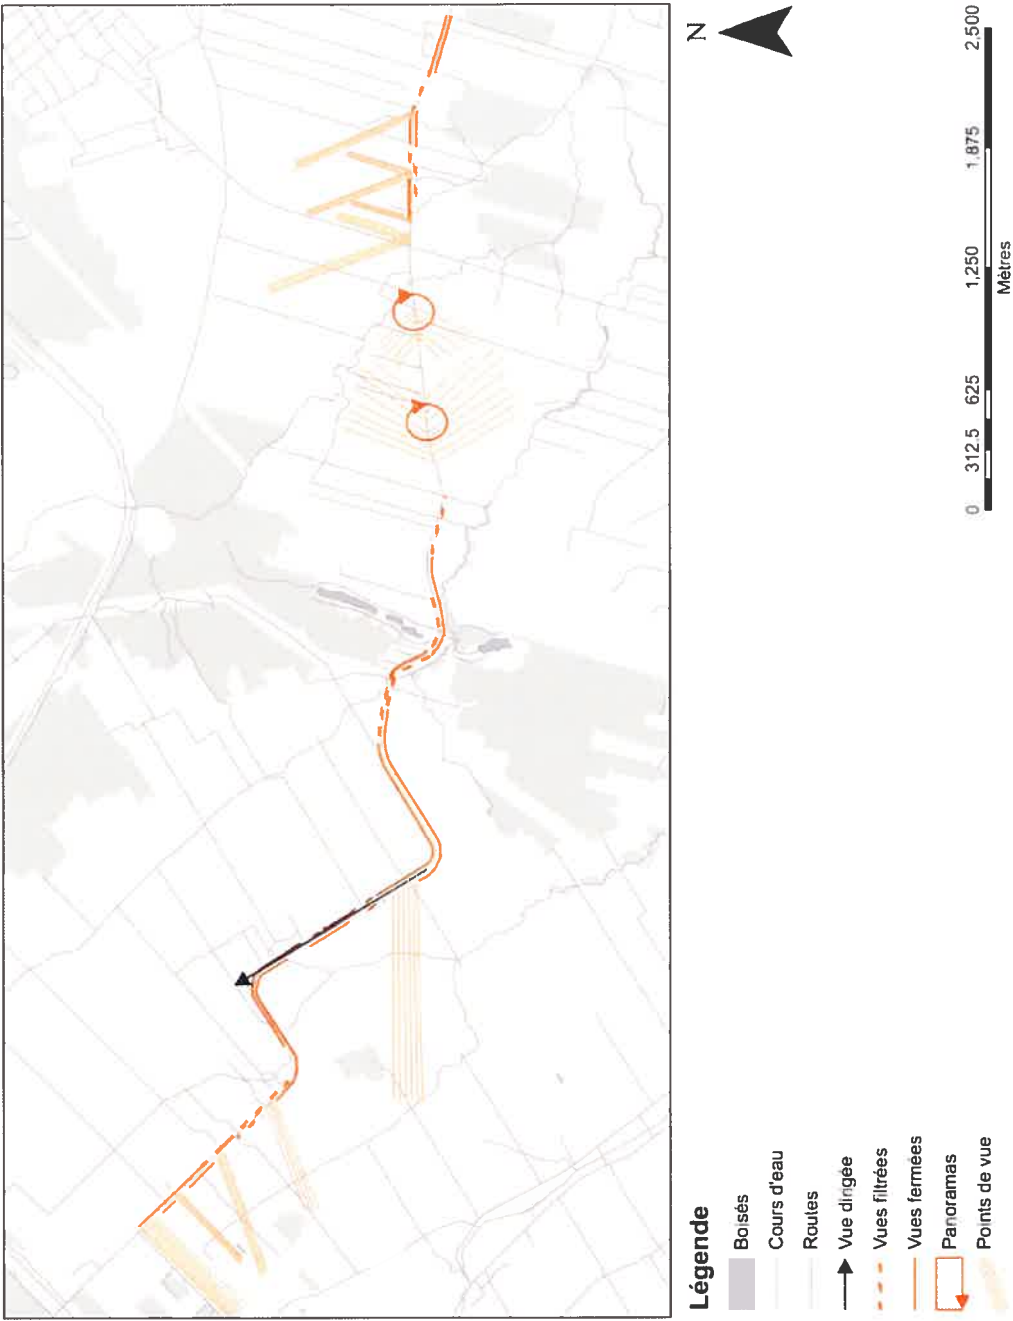 Légende
Boisés
Cours d'eau
Routes
Vue dirigée
Vues filtrées
Vues fermées
Panoramas
Points de vue
N
0 312.5 625 1,250 1,875 2,500
Mètres